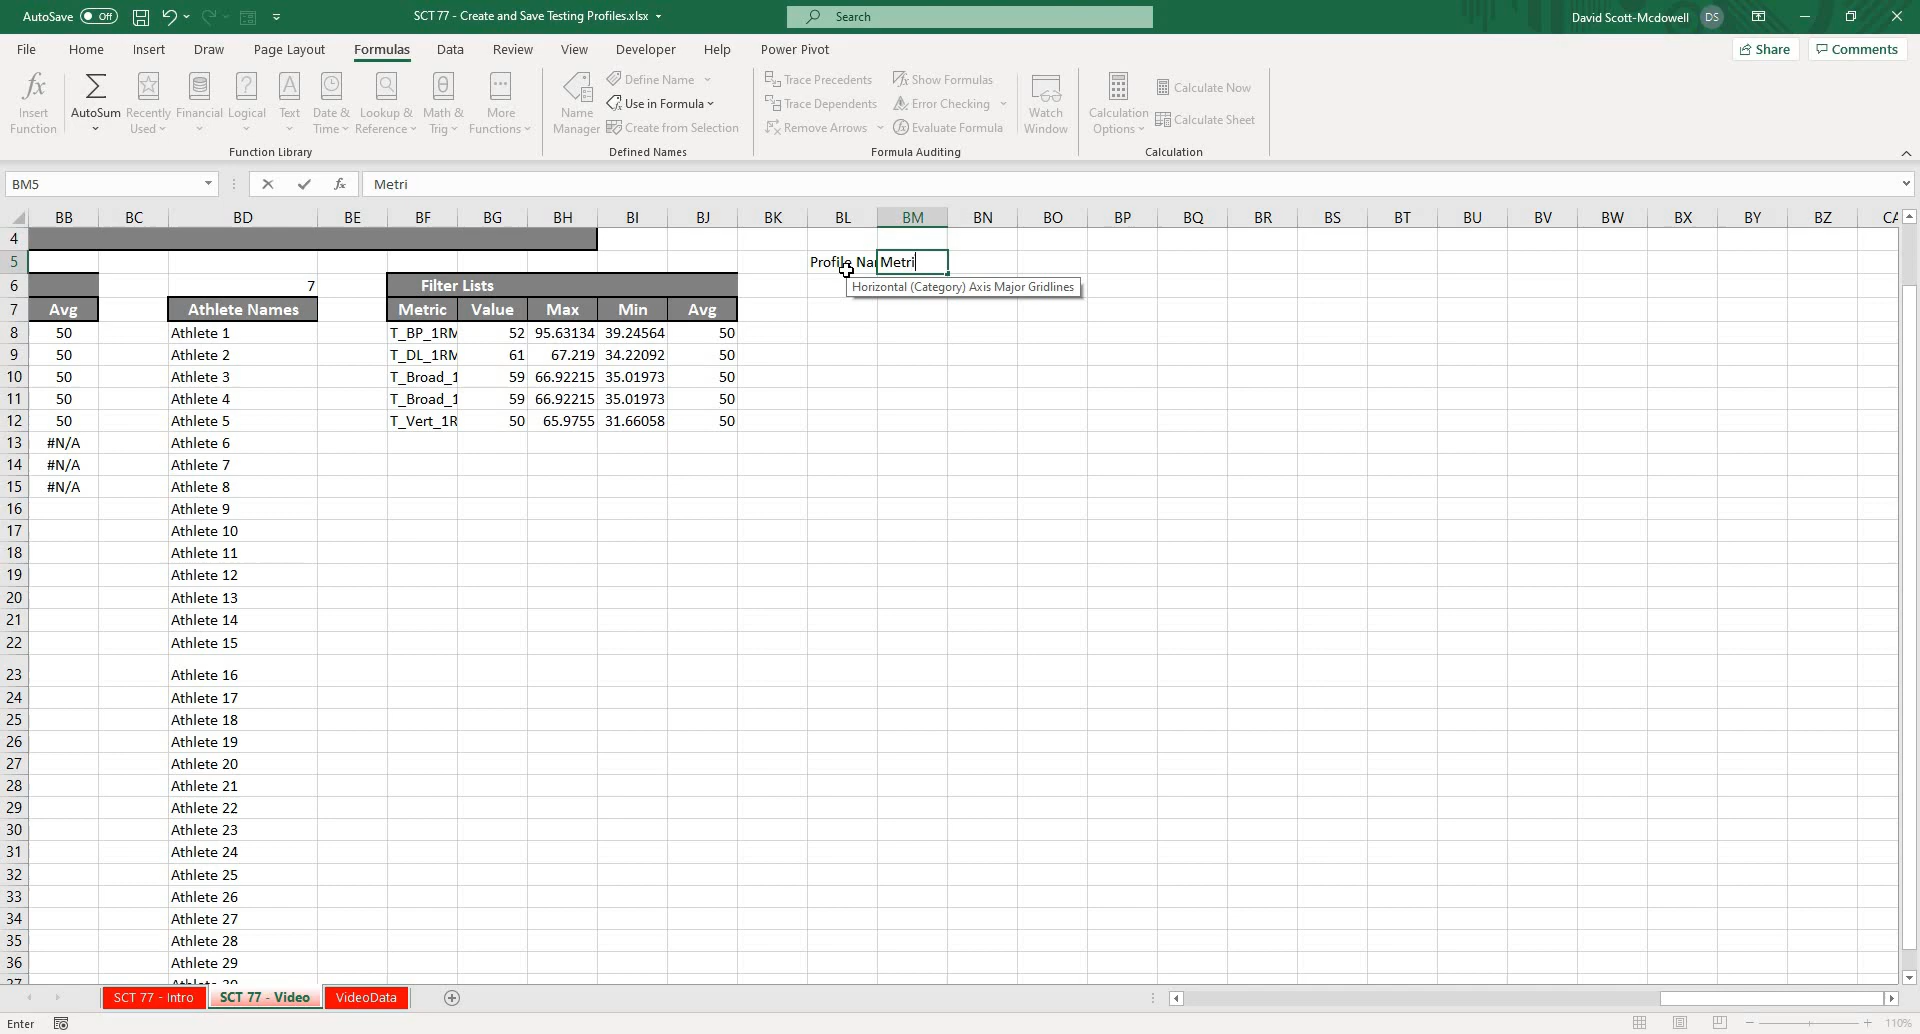 AutoSave Off SCT 77 - Create and Save Testing Profiles.xlsx Search David Scott-Mcdowell DS
File Home Insert Draw Page Layout Formulas Data Review View Developer Help Power Pivot Share Comments
fx Insert Function
AutoSum
Recently Used
Financial
Logical
Text
Date & Time
Lookup & Reference
Math & Trig
More Functions
Function Library
Name Manager
Define Name
Use in Formula
Create from Selection
Defined Names
Trace Precedents
Trace Dependents
Remove Arrows
Show Formulas
Error Checking
Evaluate Formula
Watch Window
Formula Auditing
Calculation Options
Calculate Now
Calculate Sheet
Calculation
BM5 fx Metri
BB BC BD BE BF BG BH BI BJ BK BL BM BN BO BP BQ BR BS BT BU BV BW BX BY BZ CA
4
5 Profile Nar Metri
Horizontal (Category) Axis Major Gridlines
6 7 Filter Lists
7 Avg Athlete Names Metric Value Max Min Avg
8 50 Athlete 1 T_BP_1RM 52 95.63134 39.24564 50
9 50 Athlete 2 T_DL_1RM 61 67.219 34.22092 50
10 50 Athlete 3 T_Broad_1 59 66.92215 35.01973 50
11 50 Athlete 4 T_Broad_1 59 66.92215 35.01973 50
12 50 Athlete 5 T_Vert_1R 50 65.9755 31.66058 50
13 #N/A Athlete 6
14 #N/A Athlete 7
15 #N/A Athlete 8
16 Athlete 9
17 Athlete 10
18 Athlete 11
19 Athlete 12
20 Athlete 13
21 Athlete 14
22 Athlete 15
23 Athlete 16
24 Athlete 17
25 Athlete 18
26 Athlete 19
27 Athlete 20
28 Athlete 21
29 Athlete 22
30 Athlete 23
31 Athlete 24
32 Athlete 25
33 Athlete 26
34 Athlete 27
35 Athlete 28
36 Athlete 29
37 Athlete 30
SCT 77 - Intro SCT 77 - Video VideoData
Enter 110%